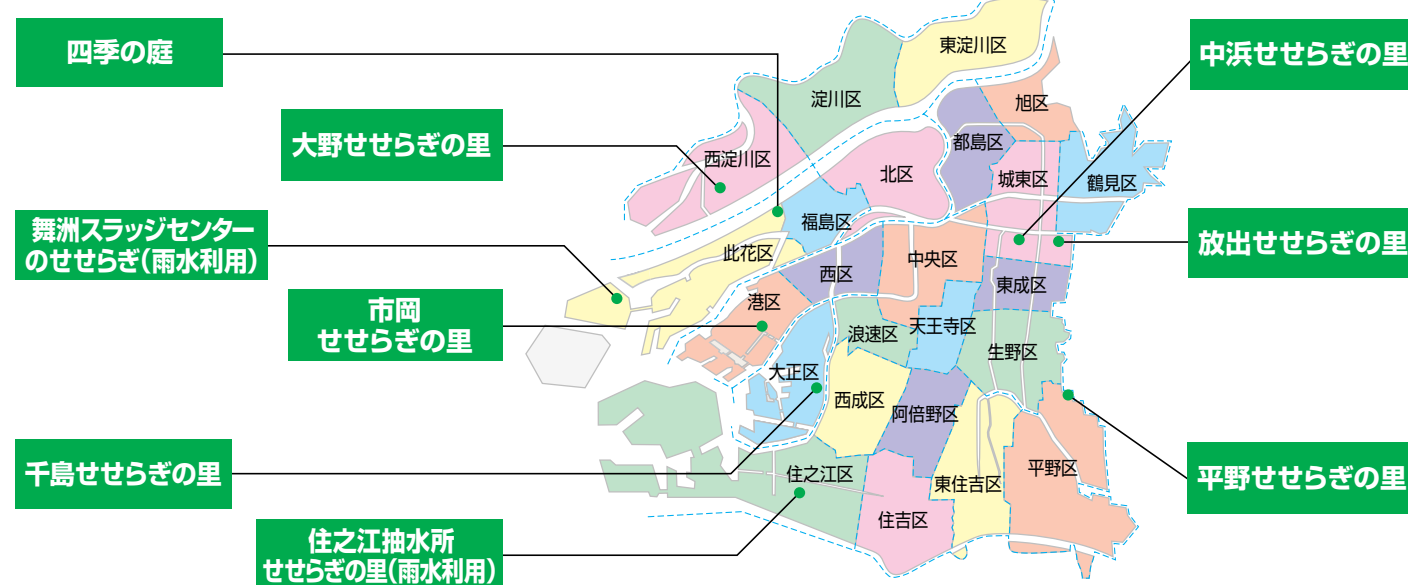 四季の庭
大野せせらぎの里
舞洲スラッジセンター
のせせらぎ(雨水利用)
市岡
せせらぎの里
千島せせらぎの里
住之江抽水所
せせらぎの里(雨水利用)
中浜せせらぎの里
放出せせらぎの里
平野せせらぎの里
東淀川区
淀川区
旭区
都島区
西淀川区
北区
城東区
鶴見区
福島区
此花区
西区
中央区
東成区
港区
浪速区
天王寺区
生野区
大正区
西成区
阿倍野区
住之江区
東住吉区
平野区
住吉区